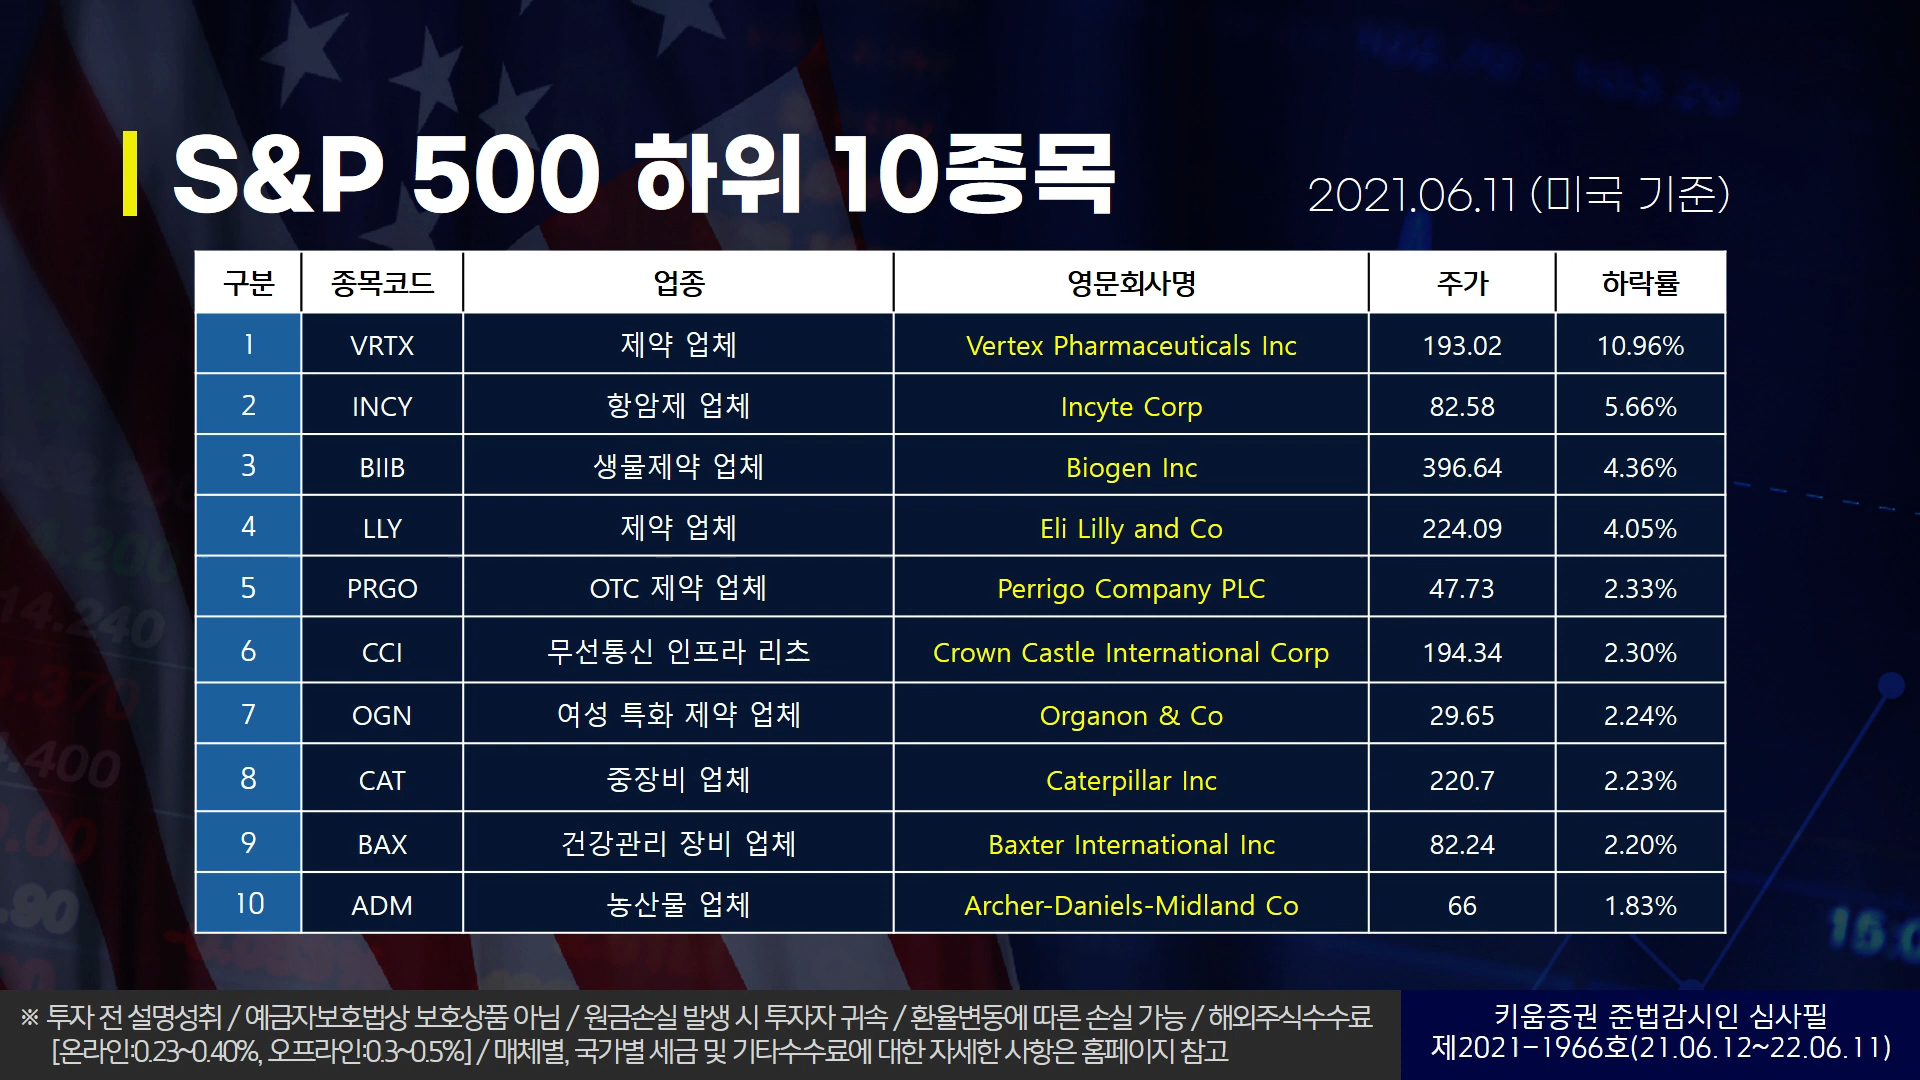 S&P 500 하위 10종목
2021.06.11 (미국 기준)
구분 종목코드 업종 영문회사명 주가 하락률
1 VRTX 제약 업체 Vertex Pharmaceuticals Inc 193.02 10.96%
2 INCY 항암제 업체 Incyte Corp 82.58 5.66%
3 BIIB 생물제약 업체 Biogen Inc 396.64 4.36%
4 LLY 제약 업체 Eli Lilly and Co 224.09 4.05%
5 PRGO OTC 제약 업체 Perrigo Company PLC 47.73 2.33%
6 CCI 무선통신 인프라 리츠 Crown Castle International Corp 194.34 2.30%
7 OGN 여성 특화 제약 업체 Organon & Co 29.65 2.24%
8 CAT 중장비 업체 Caterpillar Inc 220.7 2.23%
9 BAX 건강관리 장비 업체 Baxter International Inc 82.24 2.20%
10 ADM 농산물 업체 Archer-Daniels-Midland Co 66 1.83%
14.240
※ 투자 전 설명성취 / 예금자보호법상 보호상품 아님 / 원금손실 발생 시 투자자 귀속 / 환율변동에 따른 손실 가능 / 해외주식수수료
[온라인:0.23~0.40%, 오프라인:0.3~0.5%] / 매체별, 국가별 세금 및 기타수수료에 대한 자세한 사항은 홈페이지 참고
키움증권 준법감시인 심사필
제2021-1966호(21.06.12~22.06.11)